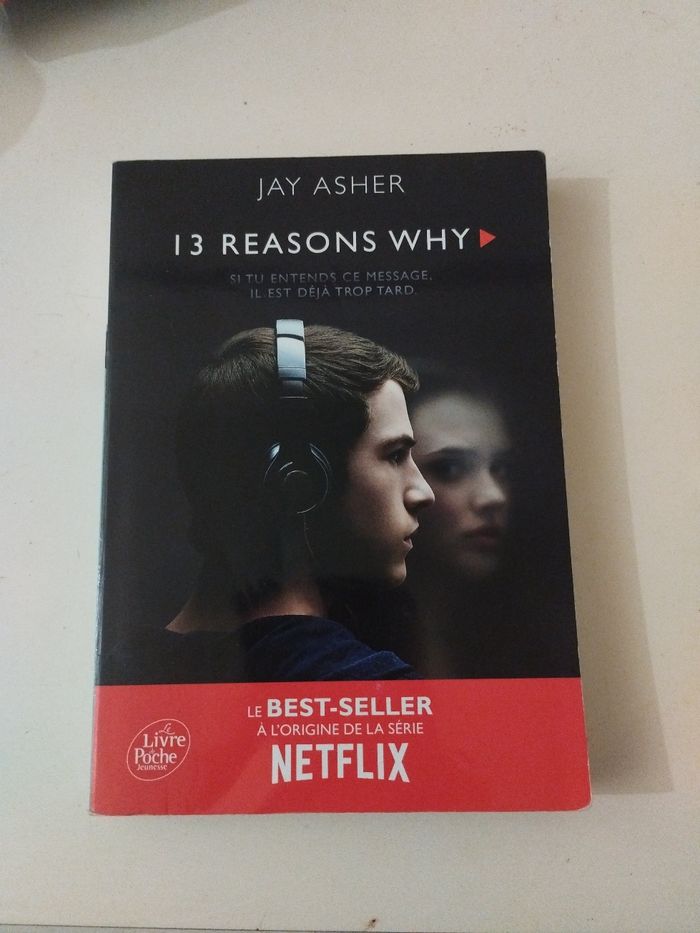 JAY ASHER
13 REASONS WHY
SI TU ENTENDS CE MESSAGE,
IL EST DÉJÀ TROP TARD.
LE BEST-SELLER
À L'ORIGINE DE LA SÉRIE
NETFLIX
Le
Livre
de
Poche
Jeunesse